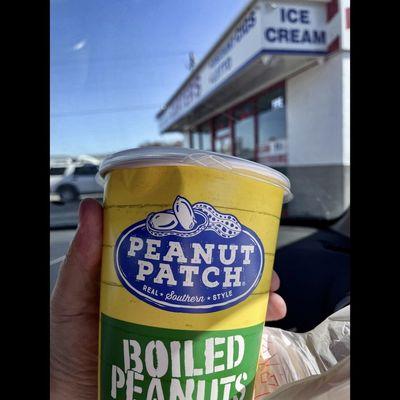 ICE
CREAM
PEANUT
PATCH
REAL ★ Southern ★ STYLE
BOILED
PEANUTS